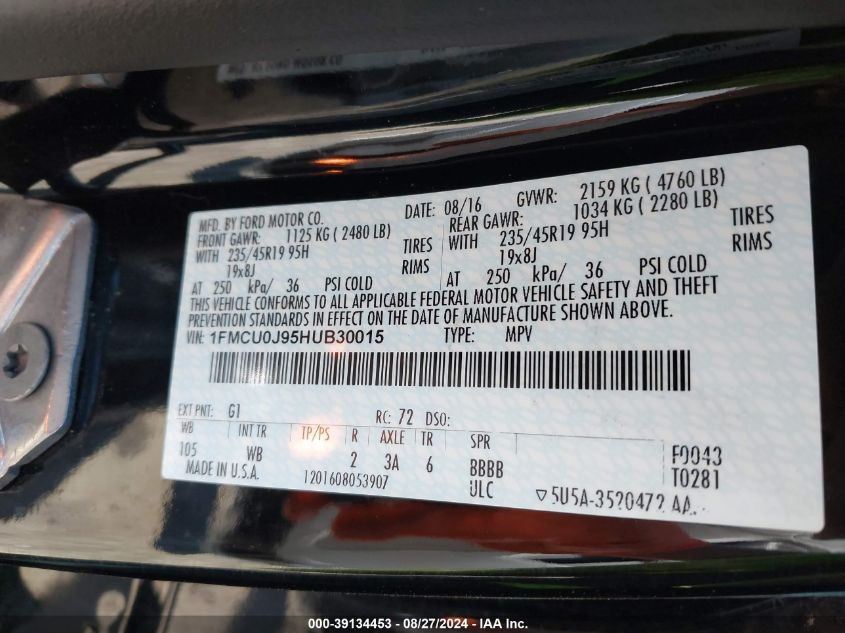 MFD. BY FORD MOTOR CO. DATE: 08/16 GVWR: 2159 KG ( 4760 LB)
FRONT GAWR: 1125 KG ( 2480 LB) REAR GAWR: 1034 KG ( 2280 LB)
WITH 235/45R19 95H TIRES WITH 235/45R19 95H TIRES
19x8J RIMS 19x8J RIMS
AT 250 kPa/ 36 PSI COLD AT 250 kPa/ 36 PSI COLD
THIS VEHICLE CONFORMS TO ALL APPLICABLE FEDERAL MOTOR VEHICLE SAFETY AND THEFT
PREVENTION STANDARDS IN EFFECT ON THE DATE OF MANUFACTURE SHOWN ABOVE.
VIN: 1FMCU0J95HUB30015 TYPE: MPV
EXT PNT: G1 RC: 72 DSO:
WB INT TR TP/PS R AXLE TR SPR
105 WB 2 3A 6 BBBB F0043
MADE IN U.S.A. 1201608053907 ULC T0281
000-39134453 - 08/27/2024 - IAA Inc.